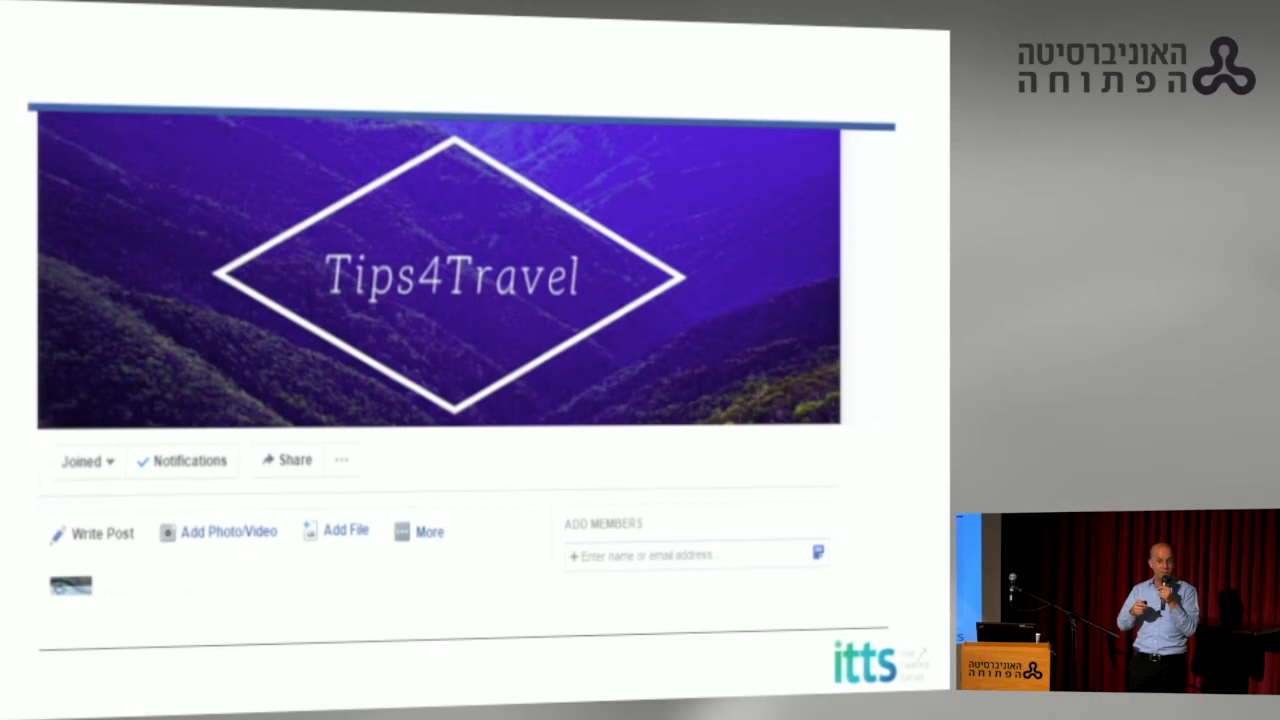 האוניברסיטה
הפתוחה
Tips4Travel
Joined
Notifications
Share
Write Post
Add Photo/Video
Add File
More
ADD MEMBERS
+ Enter name or email address...
itts
האוניברסיטה
הפתוחה